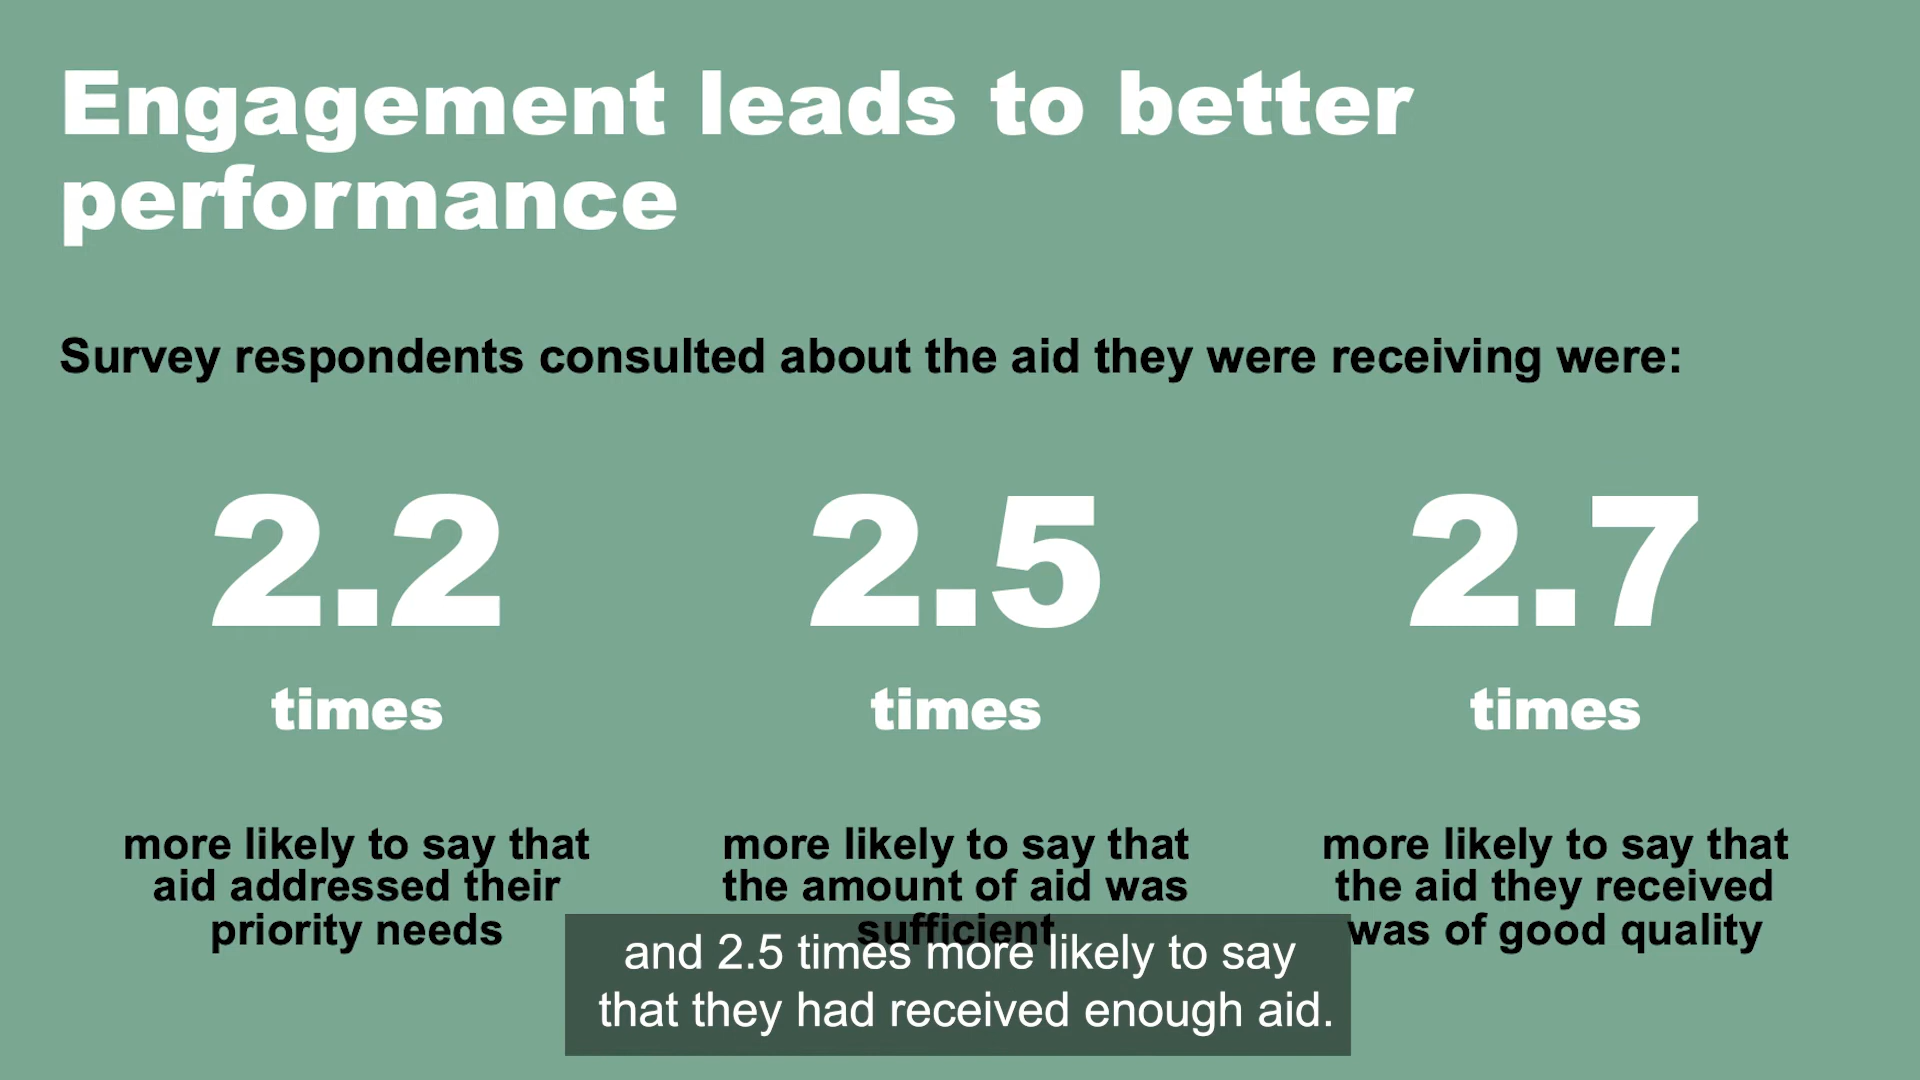 Engagement leads to better
performance
Survey respondents consulted about the aid they were receiving were:
2.2
times
more likely to say that
aid addressed their
priority needs
2.5
times
more likely to say that
the amount of aid was
sufficient
2.7
times
more likely to say that
the aid they received
was of good quality
and 2.5 times more likely to say
that they had received enough aid.